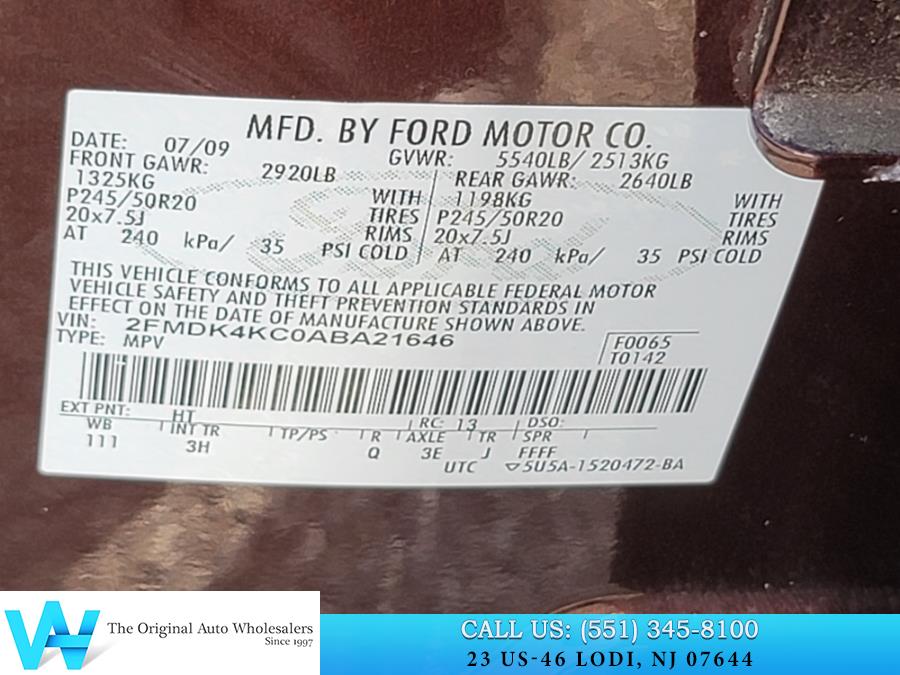 MFD. BY FORD MOTOR CO.
DATE: 07/09 GVWR: 5540LB/ 2513KG
FRONT GAWR: 2920LB REAR GAWR: 2640LB
1325KG WITH 1198KG WITH
P245/50R20 TIRES P245/50R20 TIRES
20x7.5J RIMS 20x7.5J RIMS
AT 240 kPa/ 35 PSI COLD AT 240 kPa/ 35 PSI COLD
THIS VEHICLE CONFORMS TO ALL APPLICABLE FEDERAL MOTOR
VEHICLE SAFETY AND THEFT PREVENTION STANDARDS IN
EFFECT ON THE DATE OF MANUFACTURE SHOWN ABOVE.
VIN: 2FMDK4KC0ABA21646
TYPE: MPV F0065
T0142
EXT PNT: HT RC: 13 DSO:
WB INT TR TP/PS R AXLE TR SPR
111 3H Q 3E J FFFF
UTC ▽5U5A-1520472-BA
The Original Auto Wholesalers
Since 1997
CALL US: (551) 345-8100
23 US-46 LODI, NJ 07644